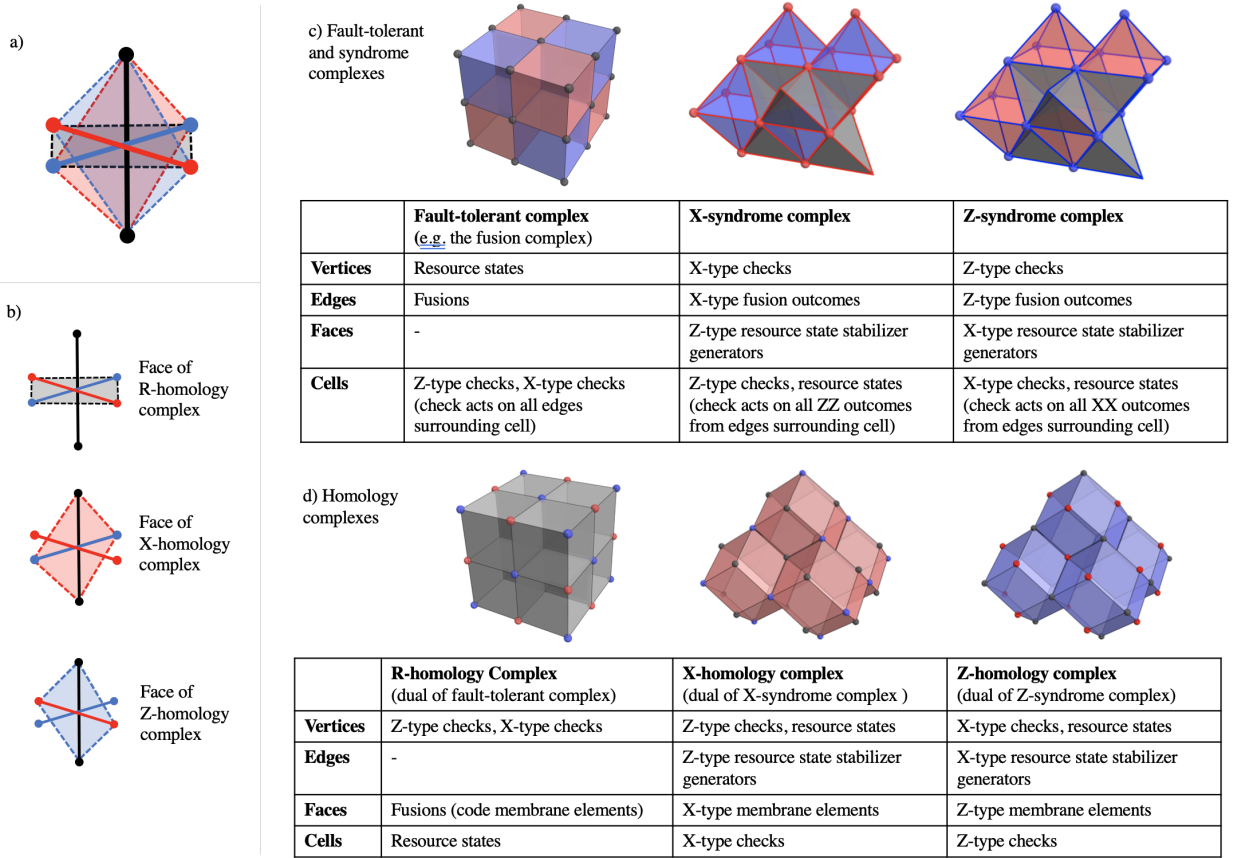 a)
b)
Face of
R-homology
complex
Face of
X-homology
complex
Face of
Z-homology
complex
c) Fault-tolerant
and syndrome
complexes
Fault-tolerant complex
(e.g. the fusion complex)
X-syndrome complex
Z-syndrome complex
Vertices
Resource states
X-type checks
Z-type checks
Edges
Fusions
X-type fusion outcomes
Z-type fusion outcomes
Faces
-
Z-type resource state stabilizer
generators
X-type resource state stabilizer
generators
Cells
Z-type checks, X-type checks
(check acts on all edges
surrounding cell)
Z-type checks, resource states
(check acts on all ZZ outcomes
from edges surrounding cell)
X-type checks, resource states
(check acts on all XX outcomes
from edges surrounding cell)
d) Homology
complexes
R-homology Complex
(dual of fault-tolerant complex)
X-homology complex
(dual of X-syndrome complex )
Z-homology complex
(dual of Z-syndrome complex)
Vertices
Z-type checks, X-type checks
Z-type checks, resource states
X-type checks, resource states
Edges
-
Z-type resource state stabilizer
generators
X-type resource state stabilizer
generators
Faces
Fusions (code membrane elements)
X-type membrane elements
Z-type membrane elements
Cells
Resource states
X-type checks
Z-type checks